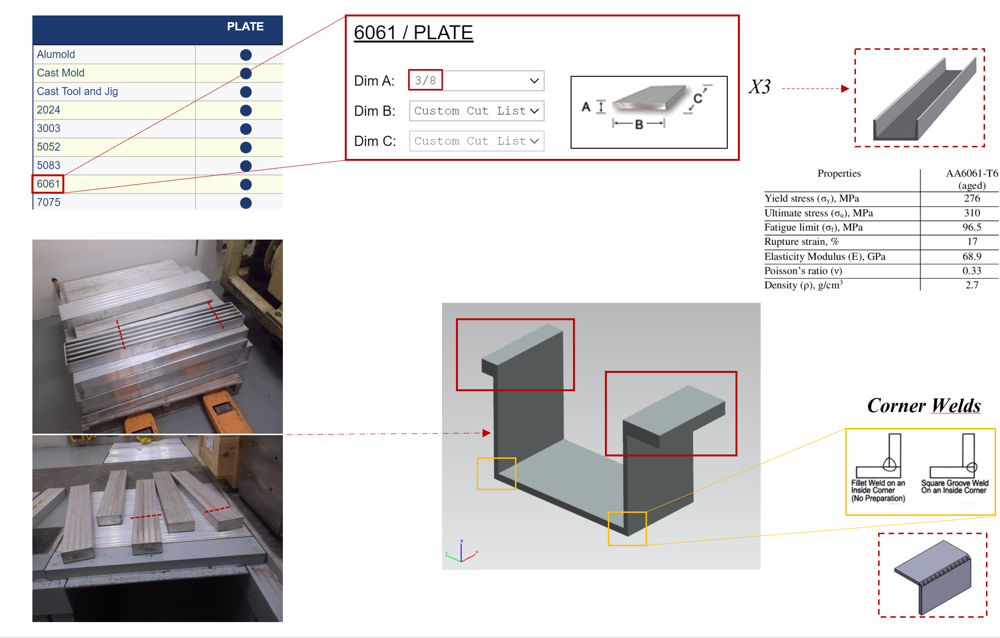 PLATE
Alumold
Cast Mold
Cast Tool and Jig
2024
3003
5052
5083
6061
7075
6061 / PLATE
Dim A:
3/8
Dim B:
Custom Cut List
Dim C:
Custom Cut List
A
B
C
X3
Properties
AA6061-T6
(aged)
Yield stress (σy), MPa 276
Ultimate stress (σu), MPa 310
Fatigue limit (σf), MPa 96.5
Rupture strain, % 17
Elasticity Modulus (E), GPa 68.9
Poisson's ratio (ν) 0.33
Density (ρ), g/cm³ 2.7
Corner Welds
Fillet Weld on an
Inside Corner
(No Preparation)
Square Groove Weld
On an Inside Corner